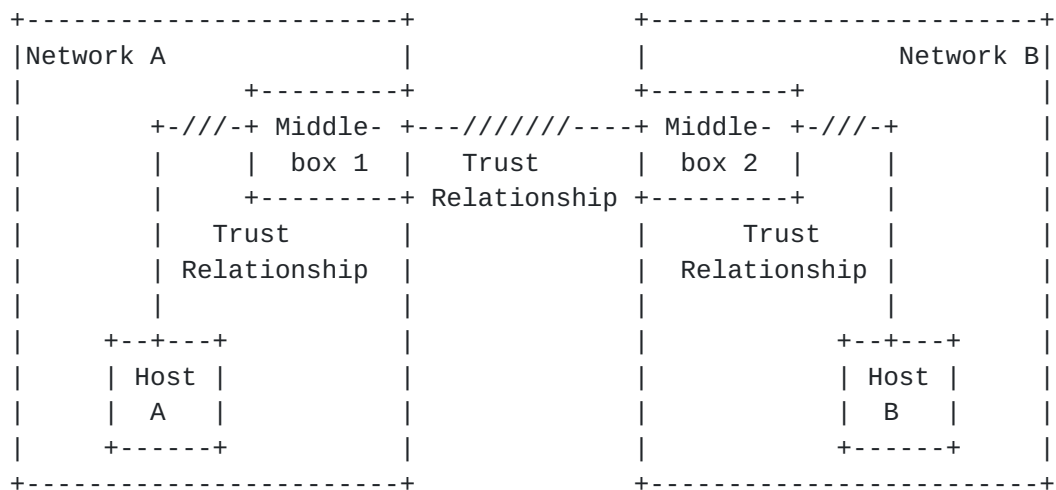 +-------------------------+               +-------------------------+
|Network A                |               |                Network B|
|               +---------+               +---------+               |
|         +-///-+ Middle- +---///////----+ Middle- +-///-+         |
|         |     |  box 1  |   Trust       |  box 2  |     |         |
|         |     +---------+ Relationship +---------+     |         |
|         |   Trust       |               |      Trust    |         |
|         | Relationship  |               |  Relationship |         |
|         |               |               |               |         |
|      +--+---+           |               |            +--+---+     |
|      | Host |           |               |            | Host |     |
|      |  A   |           |               |            |  B   |     |
|      +------+           |               |            +------+     |
+-------------------------+               +-------------------------+